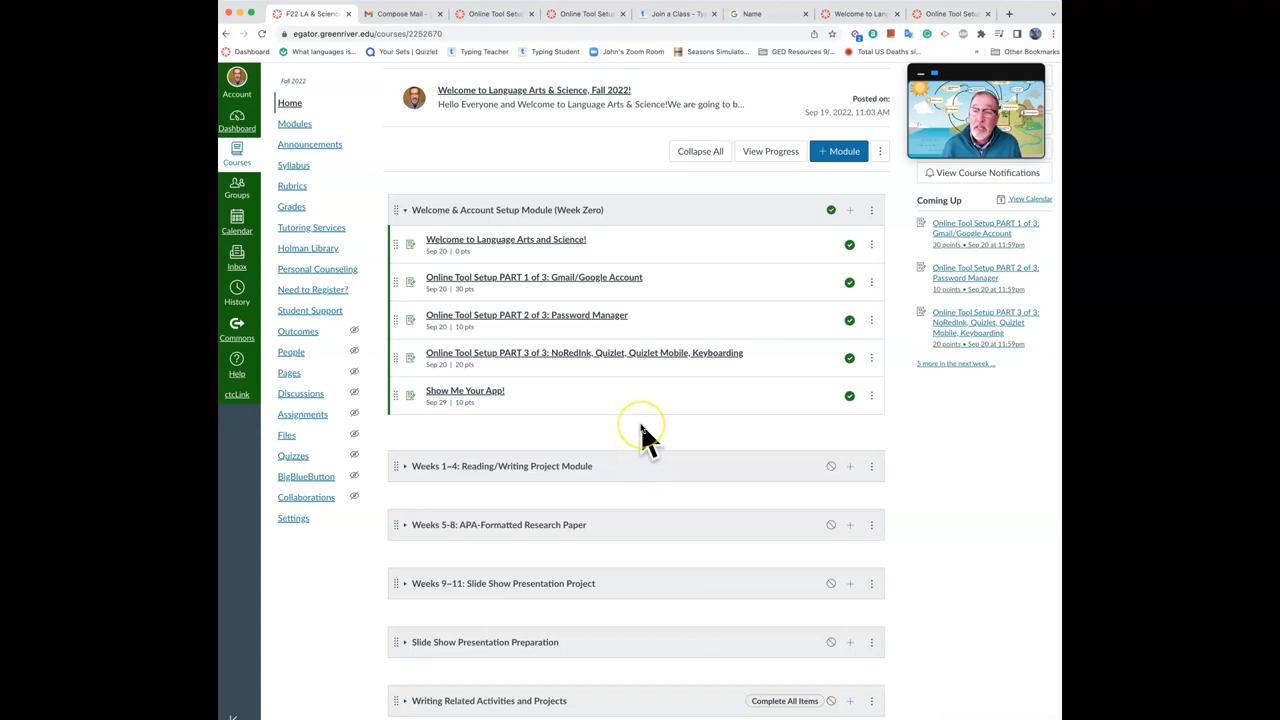 F22 LA & Science
Compose Mail -
Online Tool Setu
Online Tool Setu
Join a Class - Ty
Name
Welcome to Lang
Online Tool Setu
egator.greenriver.edu/courses/2252670
Dashboard
What languages is...
Your Sets | Quizlet
Typing Teacher
Typing Student
John's Zoom Room
Seasons Simulato...
GED Resources 9/...
Total US Deaths si...
»
Other Bookmarks
Account
Dashboard
Courses
Groups
Calendar
Inbox
History
Commons
Help
ctcLink
Fall 2022
Home
Modules
Announcements
Syllabus
Rubrics
Grades
Tutoring Services
Holman Library
Personal Counseling
Need to Register?
Student Support
Outcomes
People
Pages
Discussions
Assignments
Files
Quizzes
BigBlueButton
Collaborations
Settings
Welcome to Language Arts & Science, Fall 2022!
Hello Everyone and Welcome to Language Arts & Science!We are going to b...
Posted on:
Sep 19, 2022, 11:03 AM
Collapse All
View Progress
+ Module
Welcome & Account Setup Module (Week Zero)
Welcome to Language Arts and Science!
Sep 20 | 0 pts
Online Tool Setup PART 1 of 3: Gmail/Google Account
Sep 20 | 30 pts
Online Tool Setup PART 2 of 3: Password Manager
Sep 20 | 10 pts
Online Tool Setup PART 3 of 3: NoRedInk, Quizlet, Quizlet Mobile, Keyboarding
Sep 20 | 20 pts
Show Me Your App!
Sep 29 | 10 pts
Weeks 1~4: Reading/Writing Project Module
Weeks 5-8: APA-Formatted Research Paper
Weeks 9~11: Slide Show Presentation Project
Slide Show Presentation Preparation
Writing Related Activities and Projects
Complete All Items
View Course Notifications
Coming Up
View Calendar
Online Tool Setup PART 1 of 3:
Gmail/Google Account
30 points • Sep 20 at 11:59pm
Online Tool Setup PART 2 of 3:
Password Manager
10 points • Sep 20 at 11:59pm
Online Tool Setup PART 3 of 3:
NoRedInk, Quizlet, Quizlet
Mobile, Keyboarding
20 points • Sep 20 at 11:59pm
5 more in the next week ...